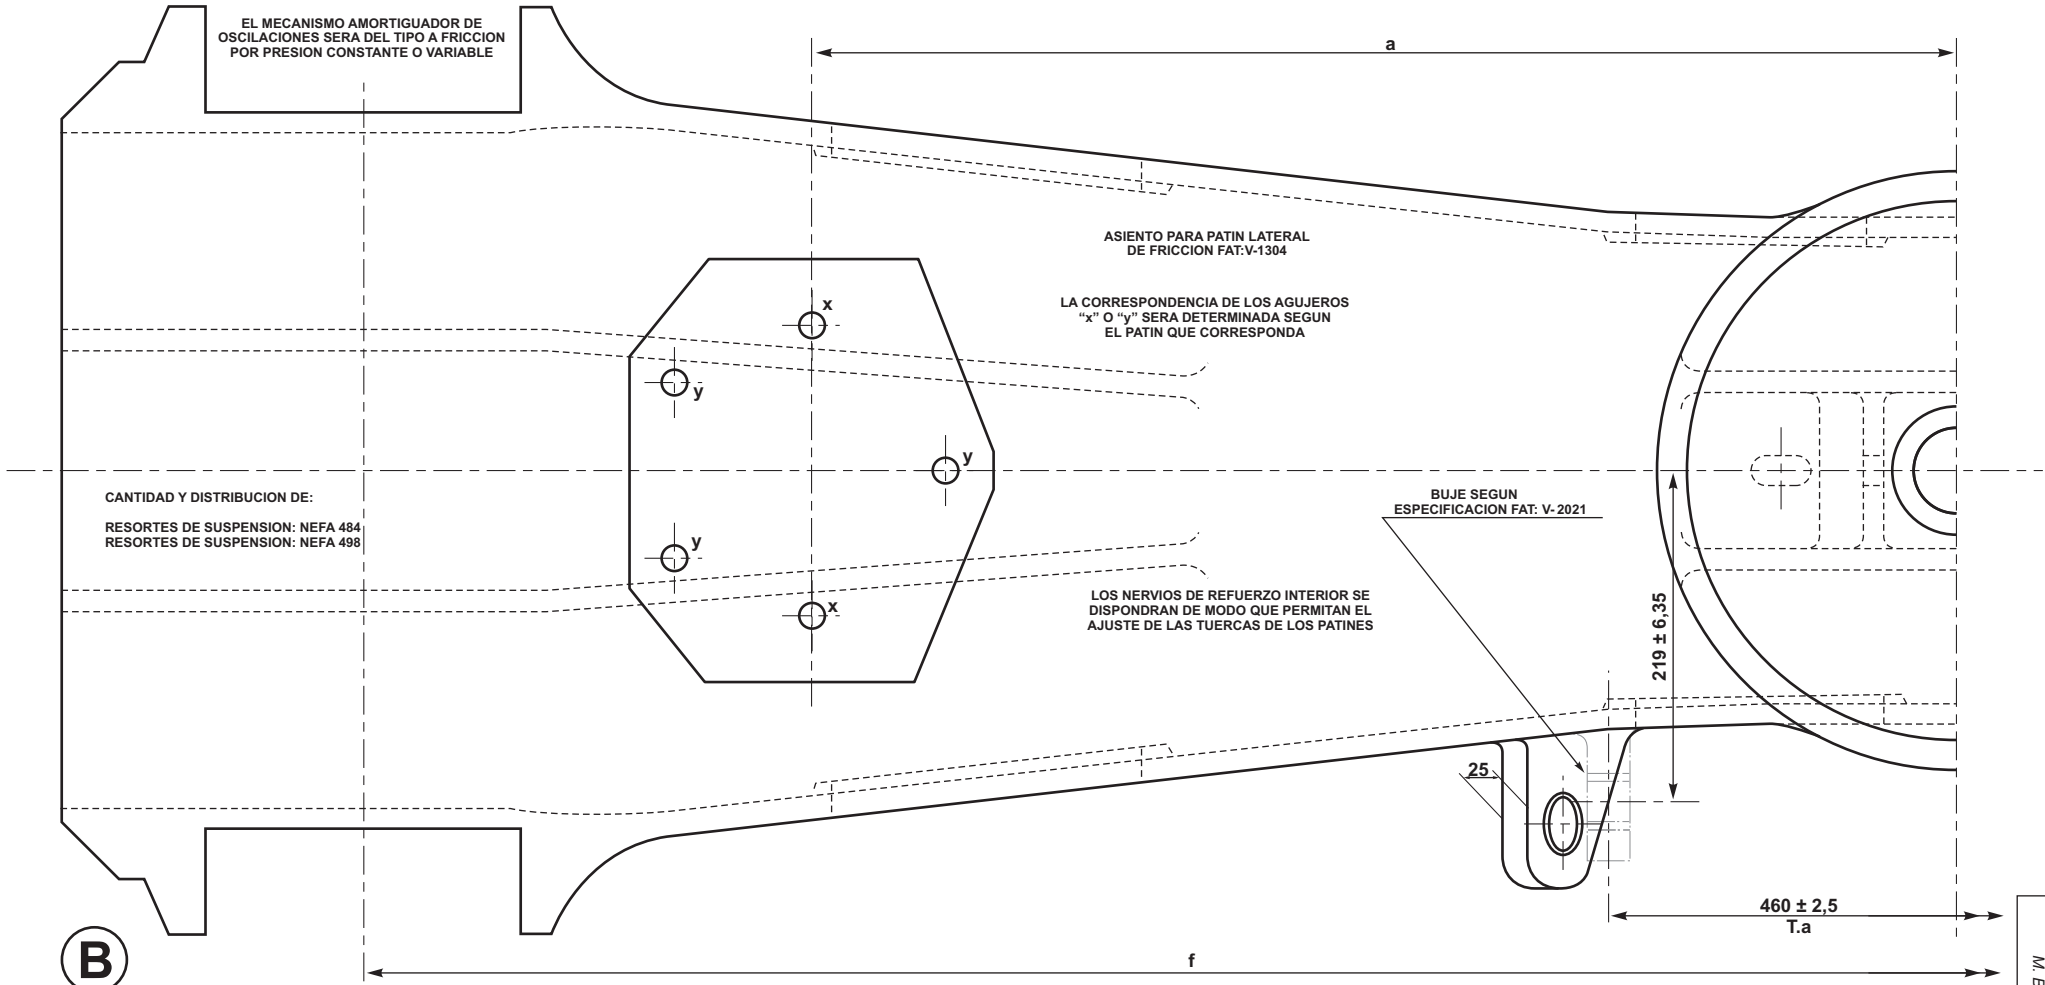 EL MECANISMO AMORTIGUADOR DE
OSCILACIONES SERA DEL TIPO A FRICCION
POR PRESION CONSTANTE O VARIABLE
a
ASIENTO PARA PATIN LATERAL
DE FRICCION FAT:V-1304
LA CORRESPONDENCIA DE LOS AGUJEROS
“x” O “y” SERA DETERMINADA SEGUN
EL PATIN QUE CORRESPONDA
x
y
y
y
x
CANTIDAD Y DISTRIBUCION DE:
RESORTES DE SUSPENSION: NEFA 484
RESORTES DE SUSPENSION: NEFA 498
BUJE SEGUN
ESPECIFICACION FAT: V-2021
LOS NERVIOS DE REFUERZO INTERIOR SE
DISPONDRAN DE MODO QUE PERMITAN EL
AJUSTE DE LAS TUERCAS DE LOS PATINES
219 ± 6,35
25
460 ± 2,5
T.a
f
B
M. E